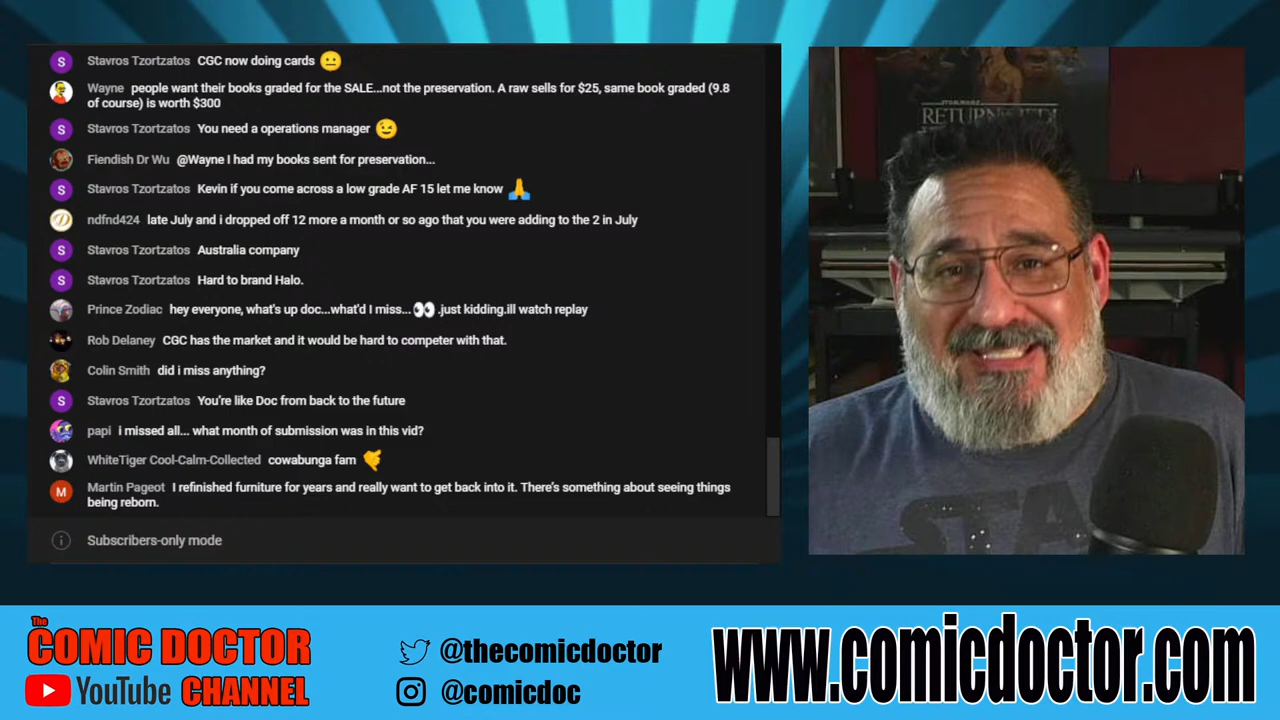 S Stavros Tzortzatos CGC now doing cards 😐
Wayne people want their books graded for the SALE...not the preservation. A raw sells for $25, same book graded (9.8
of course) is worth $300
S Stavros Tzortzatos You need a operations manager 😉
Fiendish Dr Wu @Wayne I had my books sent for preservation...
S Stavros Tzortzatos Kevin if you come across a low grade AF 15 let me know 🙏
ndfnd424 late July and i dropped off 12 more a month or so ago that you were adding to the 2 in July
S Stavros Tzortzatos Australia company
S Stavros Tzortzatos Hard to brand Halo.
Prince Zodiac hey everyone, what's up doc...what'd I miss...👀.just kidding.ill watch replay
Rob Delaney CGC has the market and it would be hard to competer with that.
Colin Smith did i miss anything?
S Stavros Tzortzatos You're like Doc from back to the future
papi i missed all... what month of submission was in this vid?
WhiteTiger Cool-Calm-Collected cowabunga fam 🤙
M Martin Pageot I refinished furniture for years and really want to get back into it. There's something about seeing things
being reborn.
Subscribers-only mode
STAR WARS
RETURN JEDI
STA
The
COMIC DOCTOR
YouTube CHANNEL
@thecomicdoctor
@comicdoc
www.comicdoctor.com